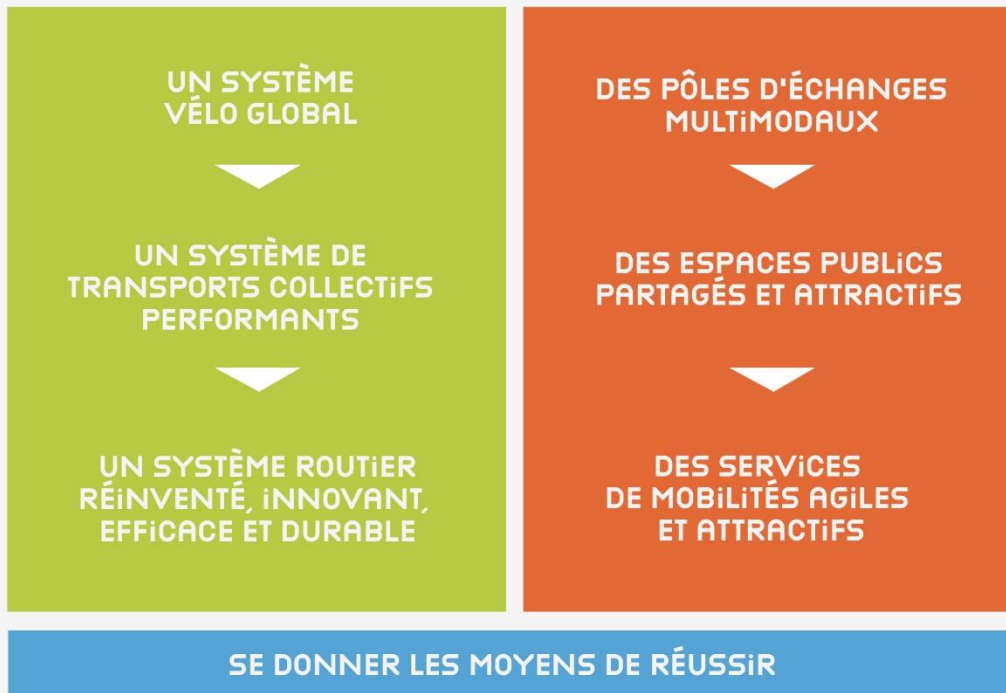 UN SYSTÈME
VÉLO GLOBAL
UN SYSTÈME DE
TRANSPORTS COLLECTiFS
PERFORMANTS
UN SYSTÈME ROUTiER
RÉiNVENTÉ, iNNOVANT,
EFFiCACE ET DURABLE
DES PÔLES D'ÉCHANGES
MULTiMODAUX
DES ESPACES PUBLiCS
PARTAGÉS ET ATTRACTiFS
DES SERViCES
DE MOBiLiTÉS AGiLES
ET ATTRACTiFS
SE DONNER LES MOYENS DE RÉUSSiR